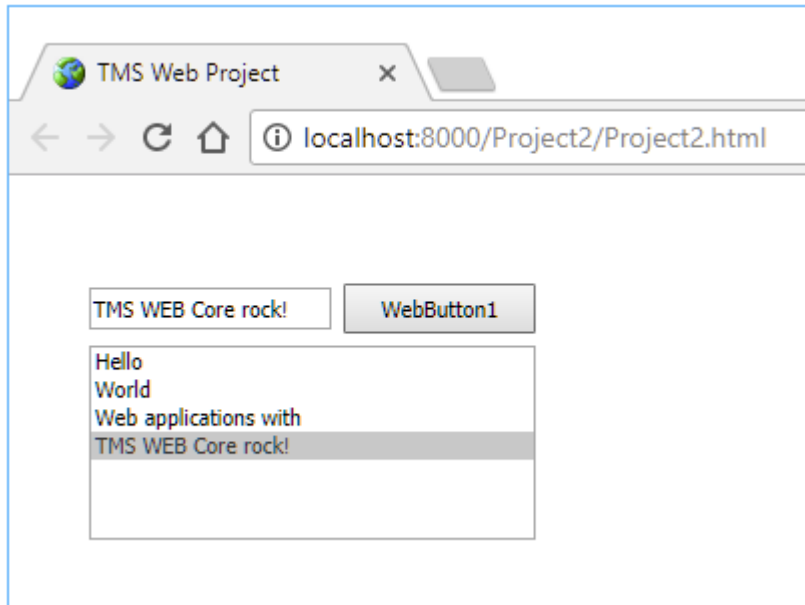 TMS Web Project
localhost:8000/Project2/Project2.html
TMS WEB Core rock!
WebButton1
Hello
World
Web applications with
TMS WEB Core rock!